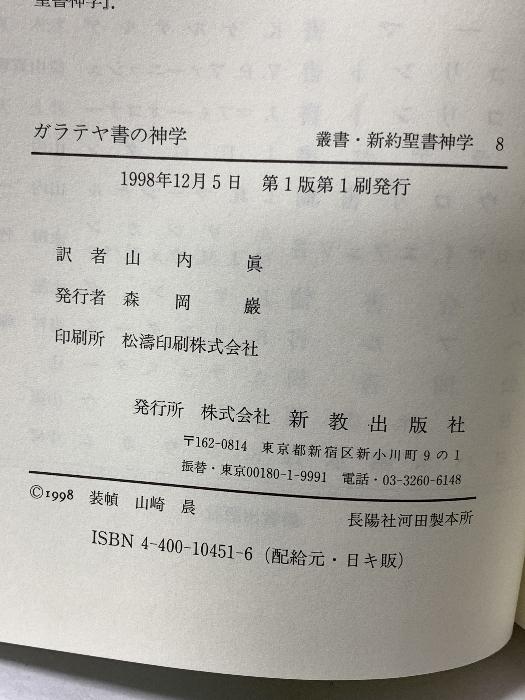 聖書神学』.
ガラテヤ書の神学 叢書・新約聖書神学 8
1998年12月5日 第1版第1刷発行
訳 者 山 内 眞
発行者 森 岡 巖
印刷所 松濤印刷株式会社
発行所 株式会社 新教出版社
〒162-0814 東京都新宿区新小川町9の1
振替・東京00180-1-9991 電話・03-3260-6148
©1998 装幀 山崎 晨 長陽社河田製本所
ISBN 4-400-10451-6 (配給元・日キ販)